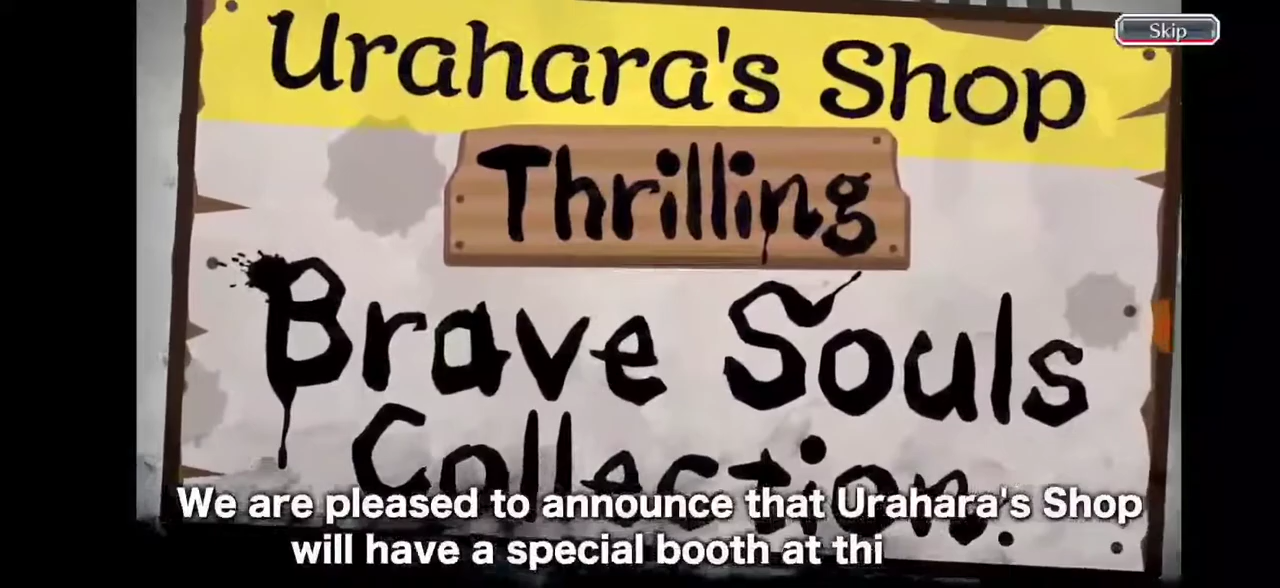 Skip
Urahara's Shop
Thrilling
Brave Souls
Collection.
We are pleased to announce that Urahara's Shop
will have a special booth at thi